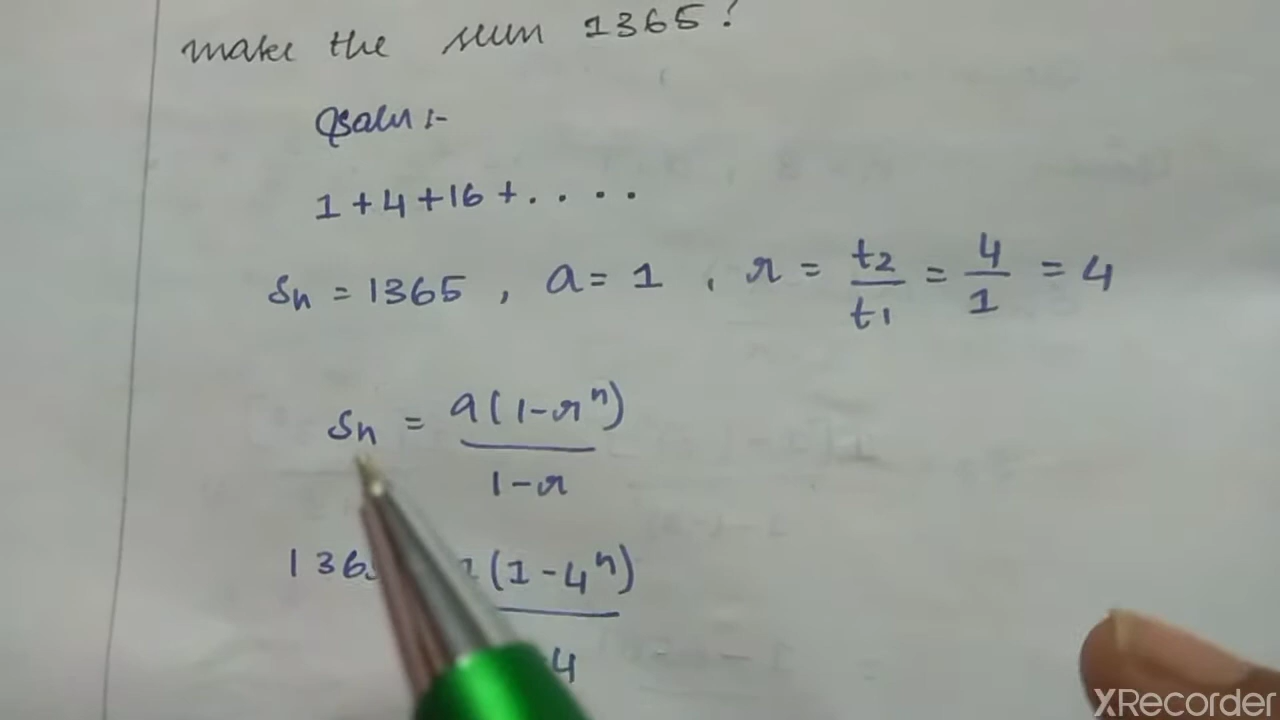 make the sum 1365?
1 + 4 + 16 + . . . .
Sn = 1365 , a = 1 , r = t2/t1 = 4/1 = 4
Sn = a(1-r^n)
1-r
(1-4^n)
4
XRecorder